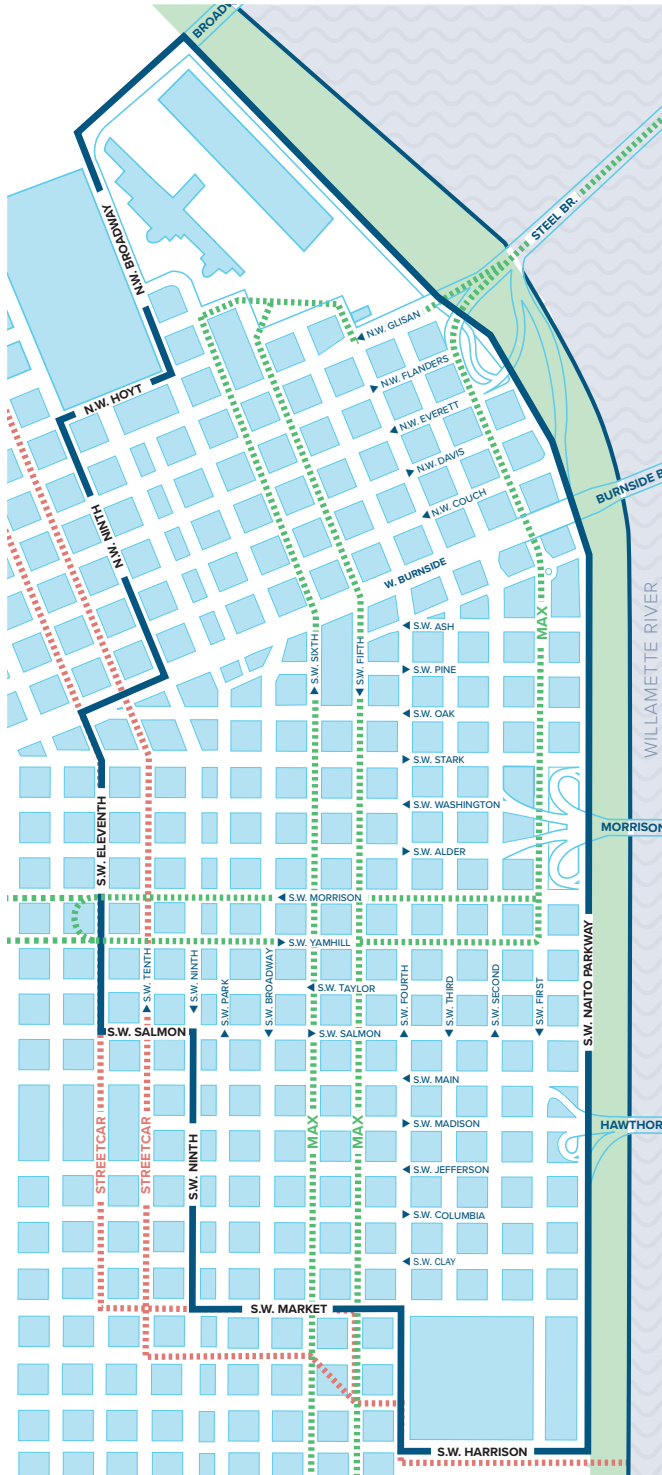 BROADW
STEEL BR.
N.W. BROADWAY
N.W. GLISAN
N.W. FLANDERS
N.W. HOYT
N.W. EVERETT
N.W. DAVIS
BURNSIDE B
N.W. COUCH
N.W. NINTH
W. BURNSIDE
MAX
S.W. ASH
S.W. SIXTH
S.W. FIFTH
S.W. PINE
WILLAMETTE RIVER
S.W. OAK
S.W. STARK
S.W. WASHINGTON
MORRISON
S.W. ELEVENTH
S.W. ALDER
S.W. MORRISON
S.W. YAMHILL
S.W. TENTH
S.W. NINTH
S.W. PARK
S.W. BROADWAY
S.W. TAYLOR
S.W. FOURTH
S.W. THIRD
S.W. SECOND
S.W. FIRST
S.W. NAITO PARKWAY
S.W. SALMON
S.W. SALMON
S.W. MAIN
S.W. MADISON
HAWTHOR
STREETCAR
STREETCAR
S.W. NINTH
MAX
MAX
S.W. JEFFERSON
S.W. COLUMBIA
S.W. CLAY
S.W. MARKET
S.W. HARRISON